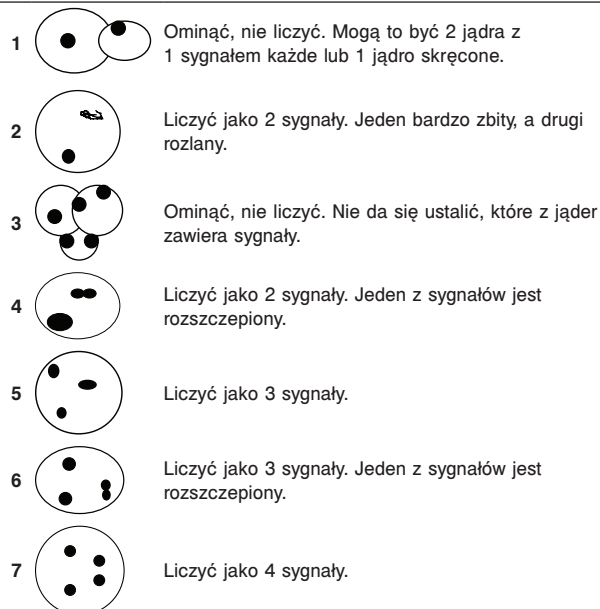 1 Ominąć, nie liczyć. Mogą to być 2 jądra z
1 sygnałem każde lub 1 jądro skręcone.
2 Liczyć jako 2 sygnały. Jeden bardzo zbity, a drugi
rozlany.
3 Ominąć, nie liczyć. Nie da się ustalić, które z jąder
zawiera sygnały.
4 Liczyć jako 2 sygnały. Jeden z sygnałów jest
rozszczepiony.
5 Liczyć jako 3 sygnały.
6 Liczyć jako 3 sygnały. Jeden z sygnałów jest
rozszczepiony.
7 Liczyć jako 4 sygnały.